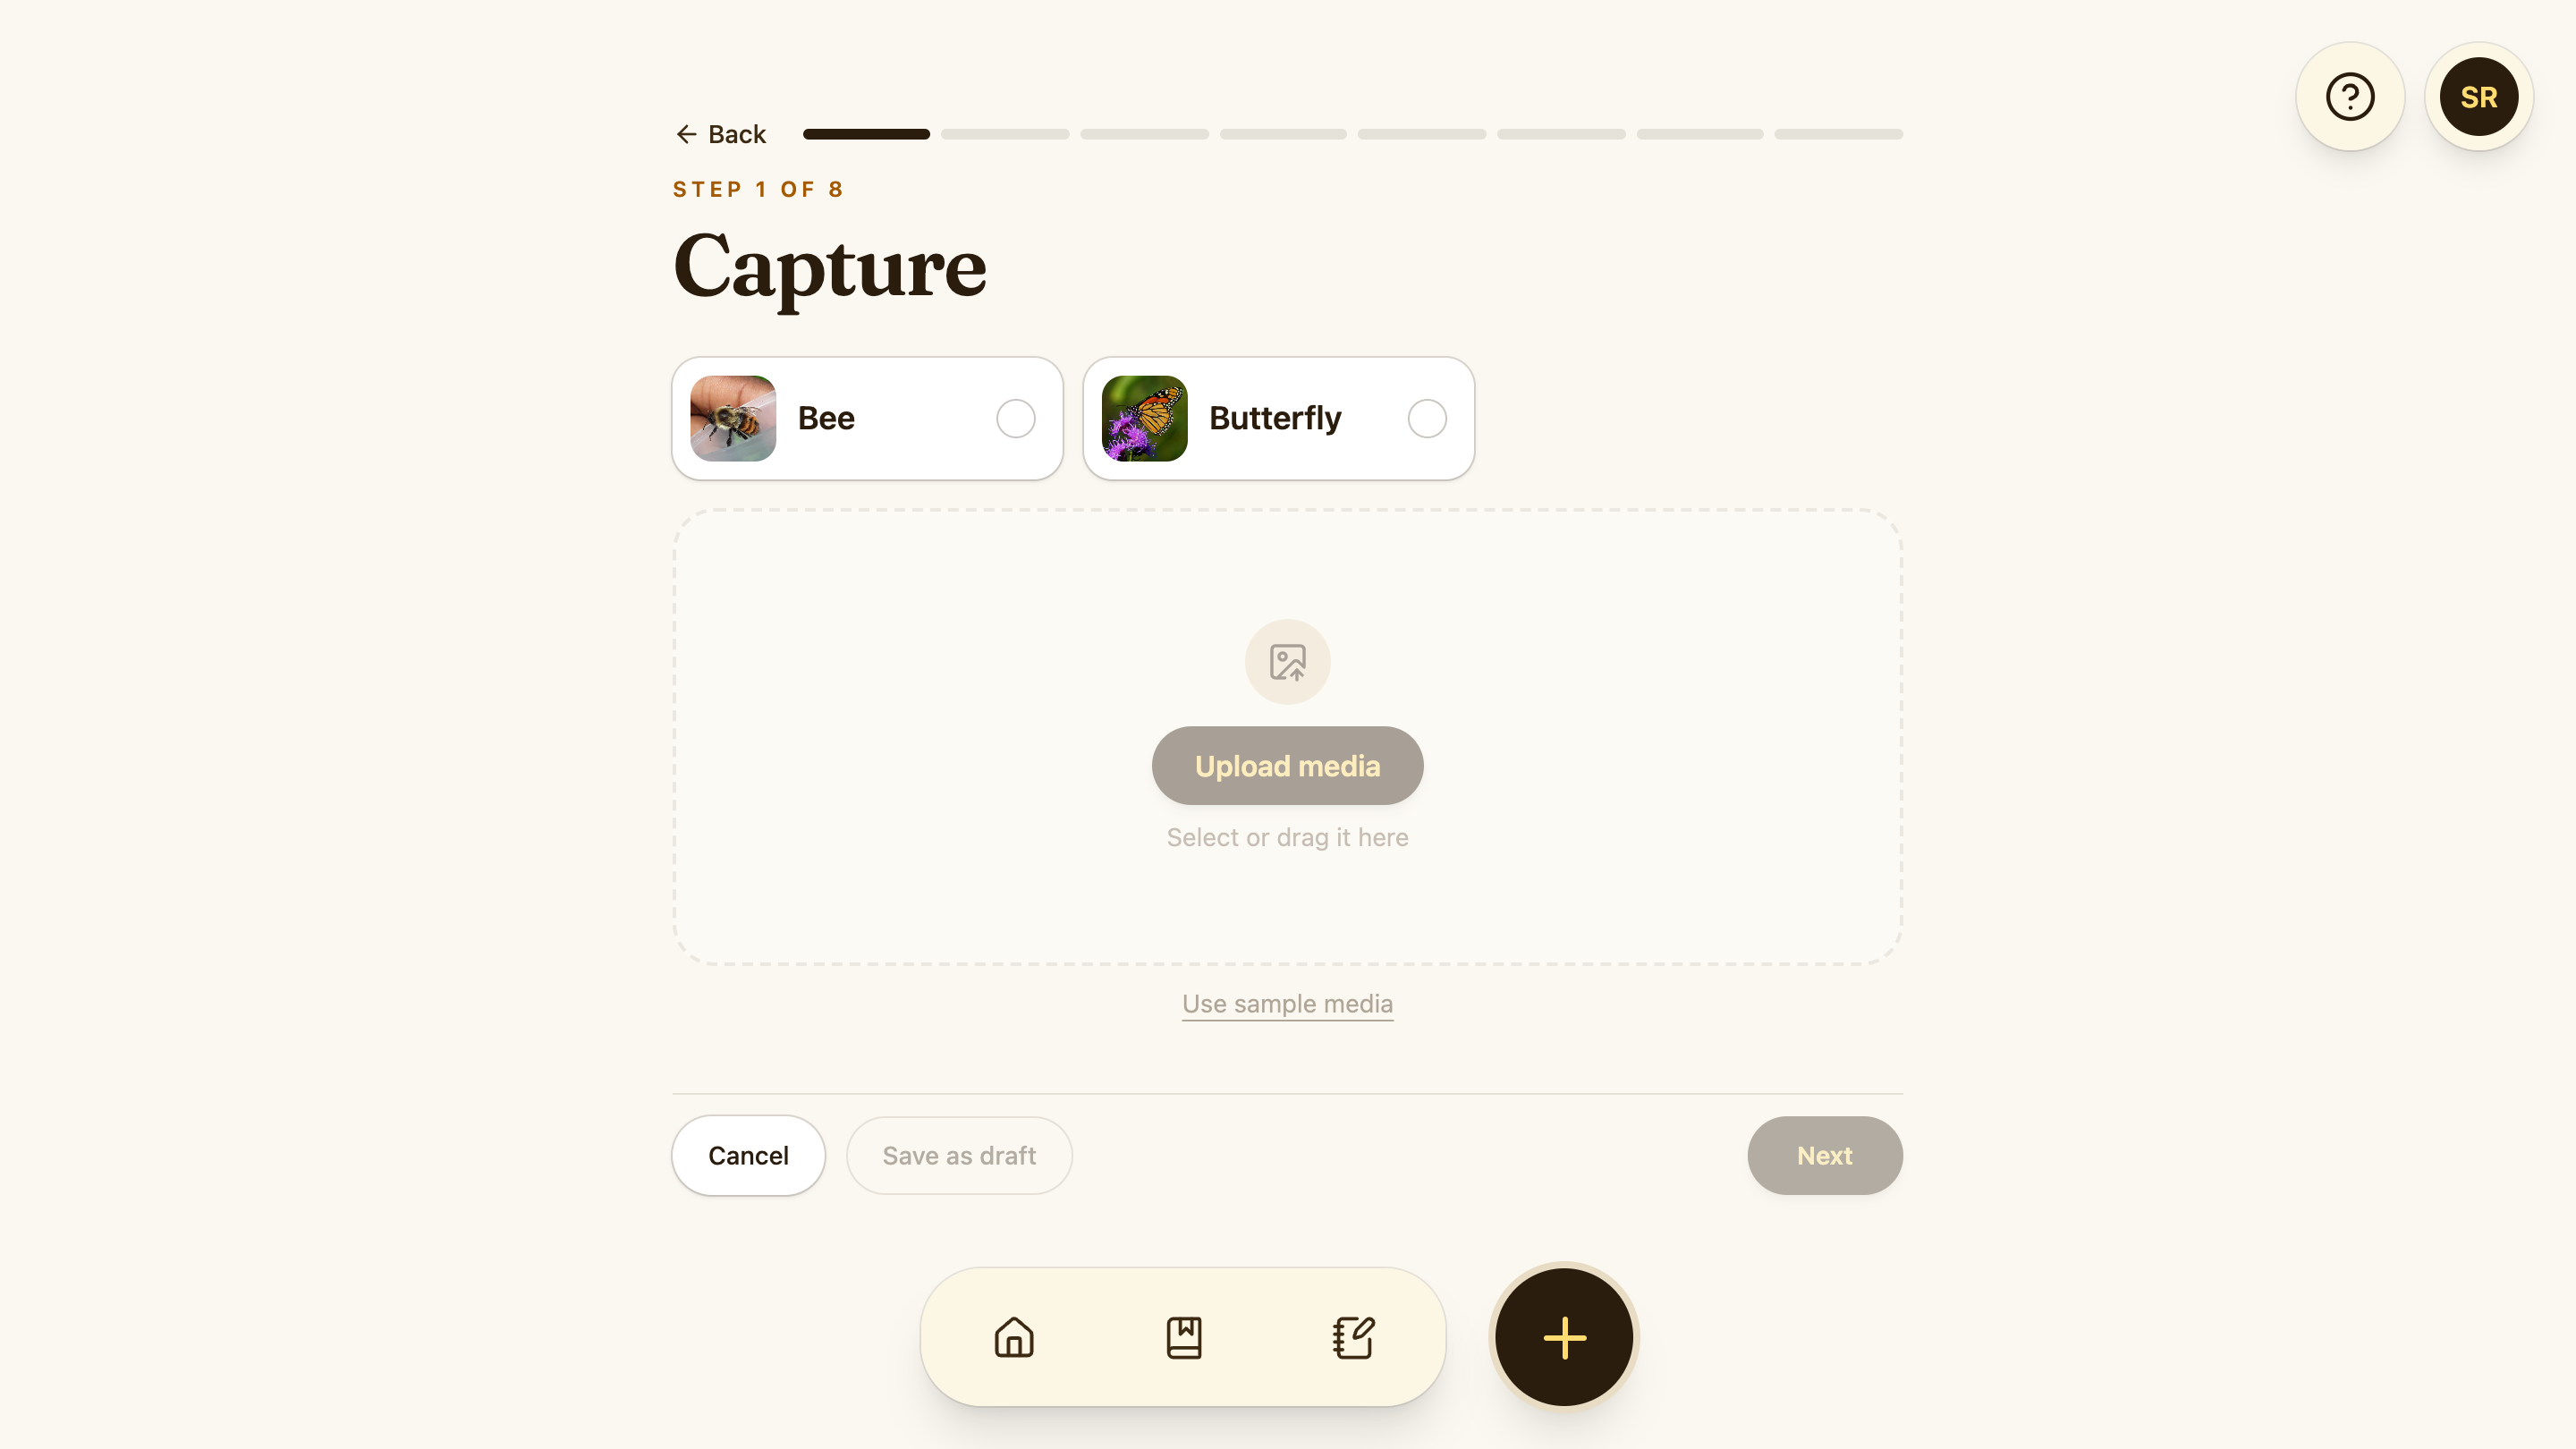 SR
Back
STEP 1 OF 8
Capture
Bee
Butterfly
Upload media
Select or drag it here
Use sample media
Cancel
Save as draft
Next